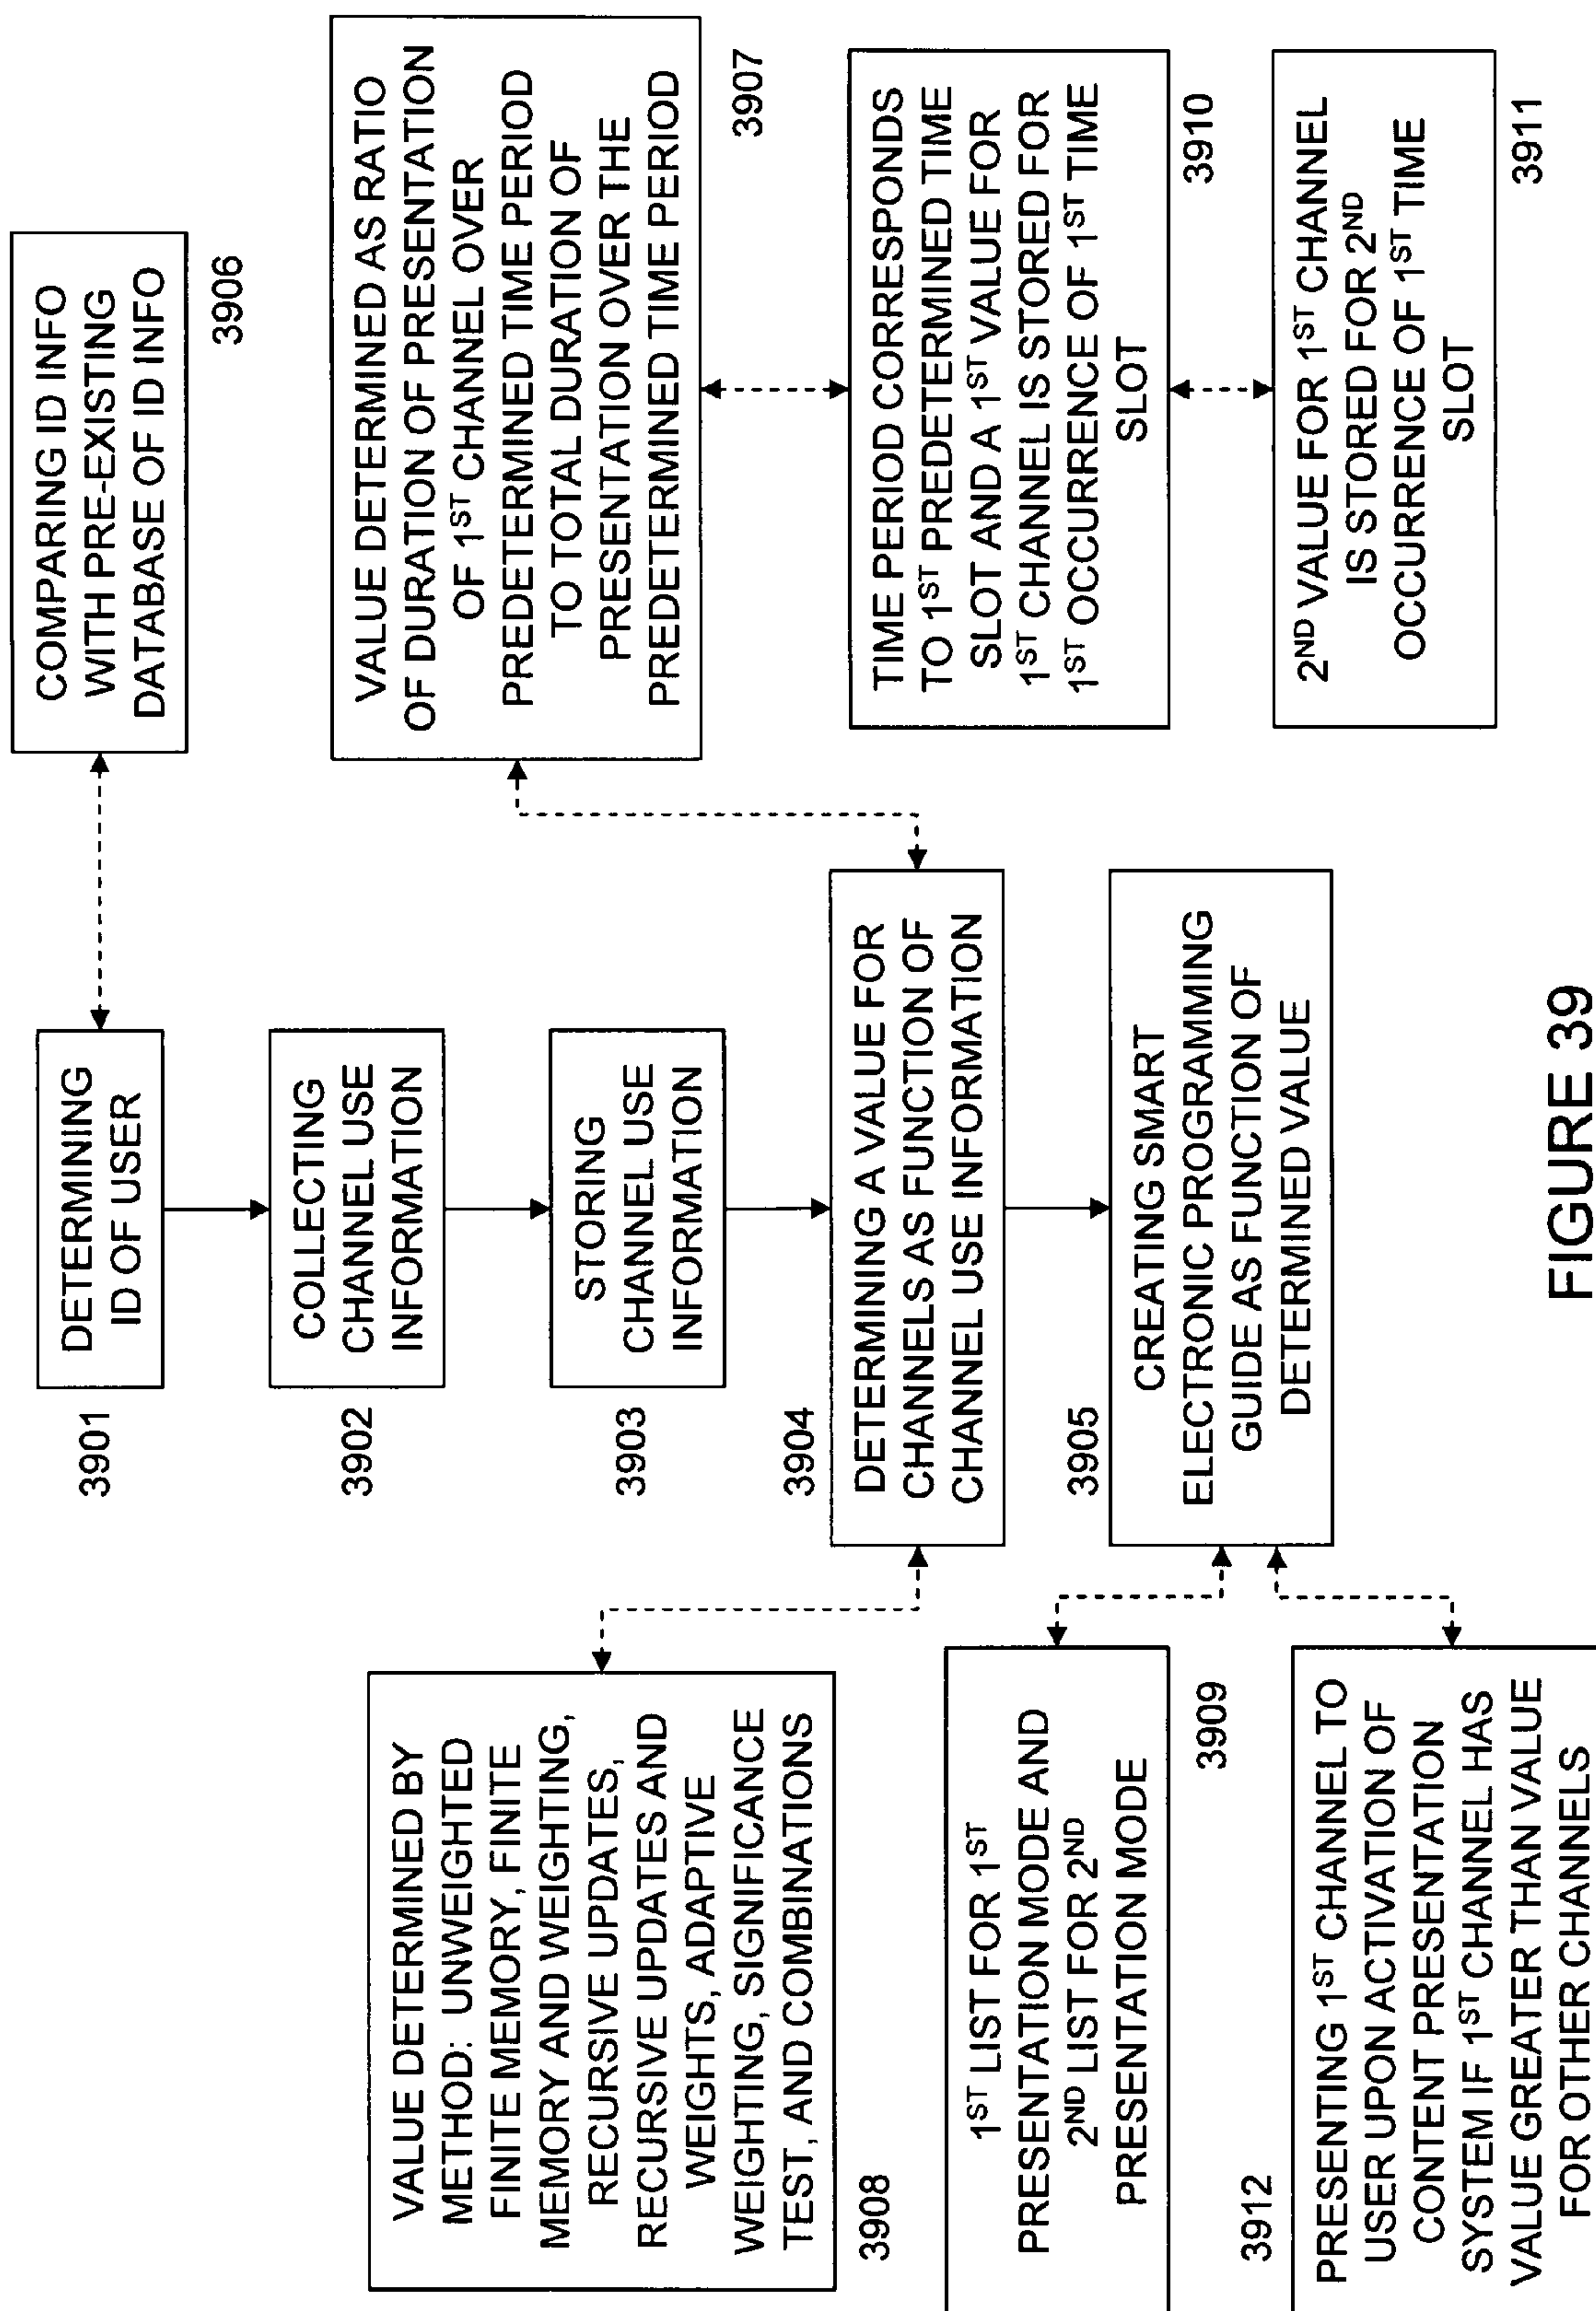 DETERMINING
ID OF USER
3901
COMPARING ID INFO
WITH PRE-EXISTING
DATABASE OF ID INFO
3906
COLLECTING
CHANNEL USE
INFORMATION
3902
STORING
CHANNEL USE
INFORMATION
3903
DETERMINING A VALUE FOR
CHANNELS AS FUNCTION OF
CHANNEL USE INFORMATION
3904
CREATING SMART
ELECTRONIC PROGRAMMING
GUIDE AS FUNCTION OF
DETERMINED VALUE
3905
VALUE DETERMINED AS RATIO
OF DURATION OF PRESENTATION
OF 1ST CHANNEL OVER
PREDETERMINED TIME PERIOD
TO TOTAL DURATION OF
PRESENTATION OVER THE
PREDETERMINED TIME PERIOD
3907
VALUE DETERMINED BY
METHOD: UNWEIGHTED
FINITE MEMORY, FINITE
MEMORY AND WEIGHTING,
RECURSIVE UPDATES,
RECURSIVE UPDATES AND
WEIGHTS, ADAPTIVE
WEIGHTING, SIGNIFICANCE
TEST, AND COMBINATIONS
3908
1ST LIST FOR 1ST
PRESENTATION MODE AND
2ND LIST FOR 2ND
PRESENTATION MODE
3909
TIME PERIOD CORRESPONDS
TO 1ST PREDETERMINED TIME
SLOT AND A 1ST VALUE FOR
1ST CHANNEL IS STORED FOR
1ST OCCURRENCE OF 1ST TIME
SLOT
3910
2ND VALUE FOR 1ST CHANNEL
IS STORED FOR 2ND
OCCURRENCE OF 1ST TIME
SLOT
3911
PRESENTING 1ST CHANNEL TO
USER UPON ACTIVATION OF
CONTENT PRESENTATION
SYSTEM IF 1ST CHANNEL HAS
VALUE GREATER THAN VALUE
FOR OTHER CHANNELS
3912
FIGURE 39